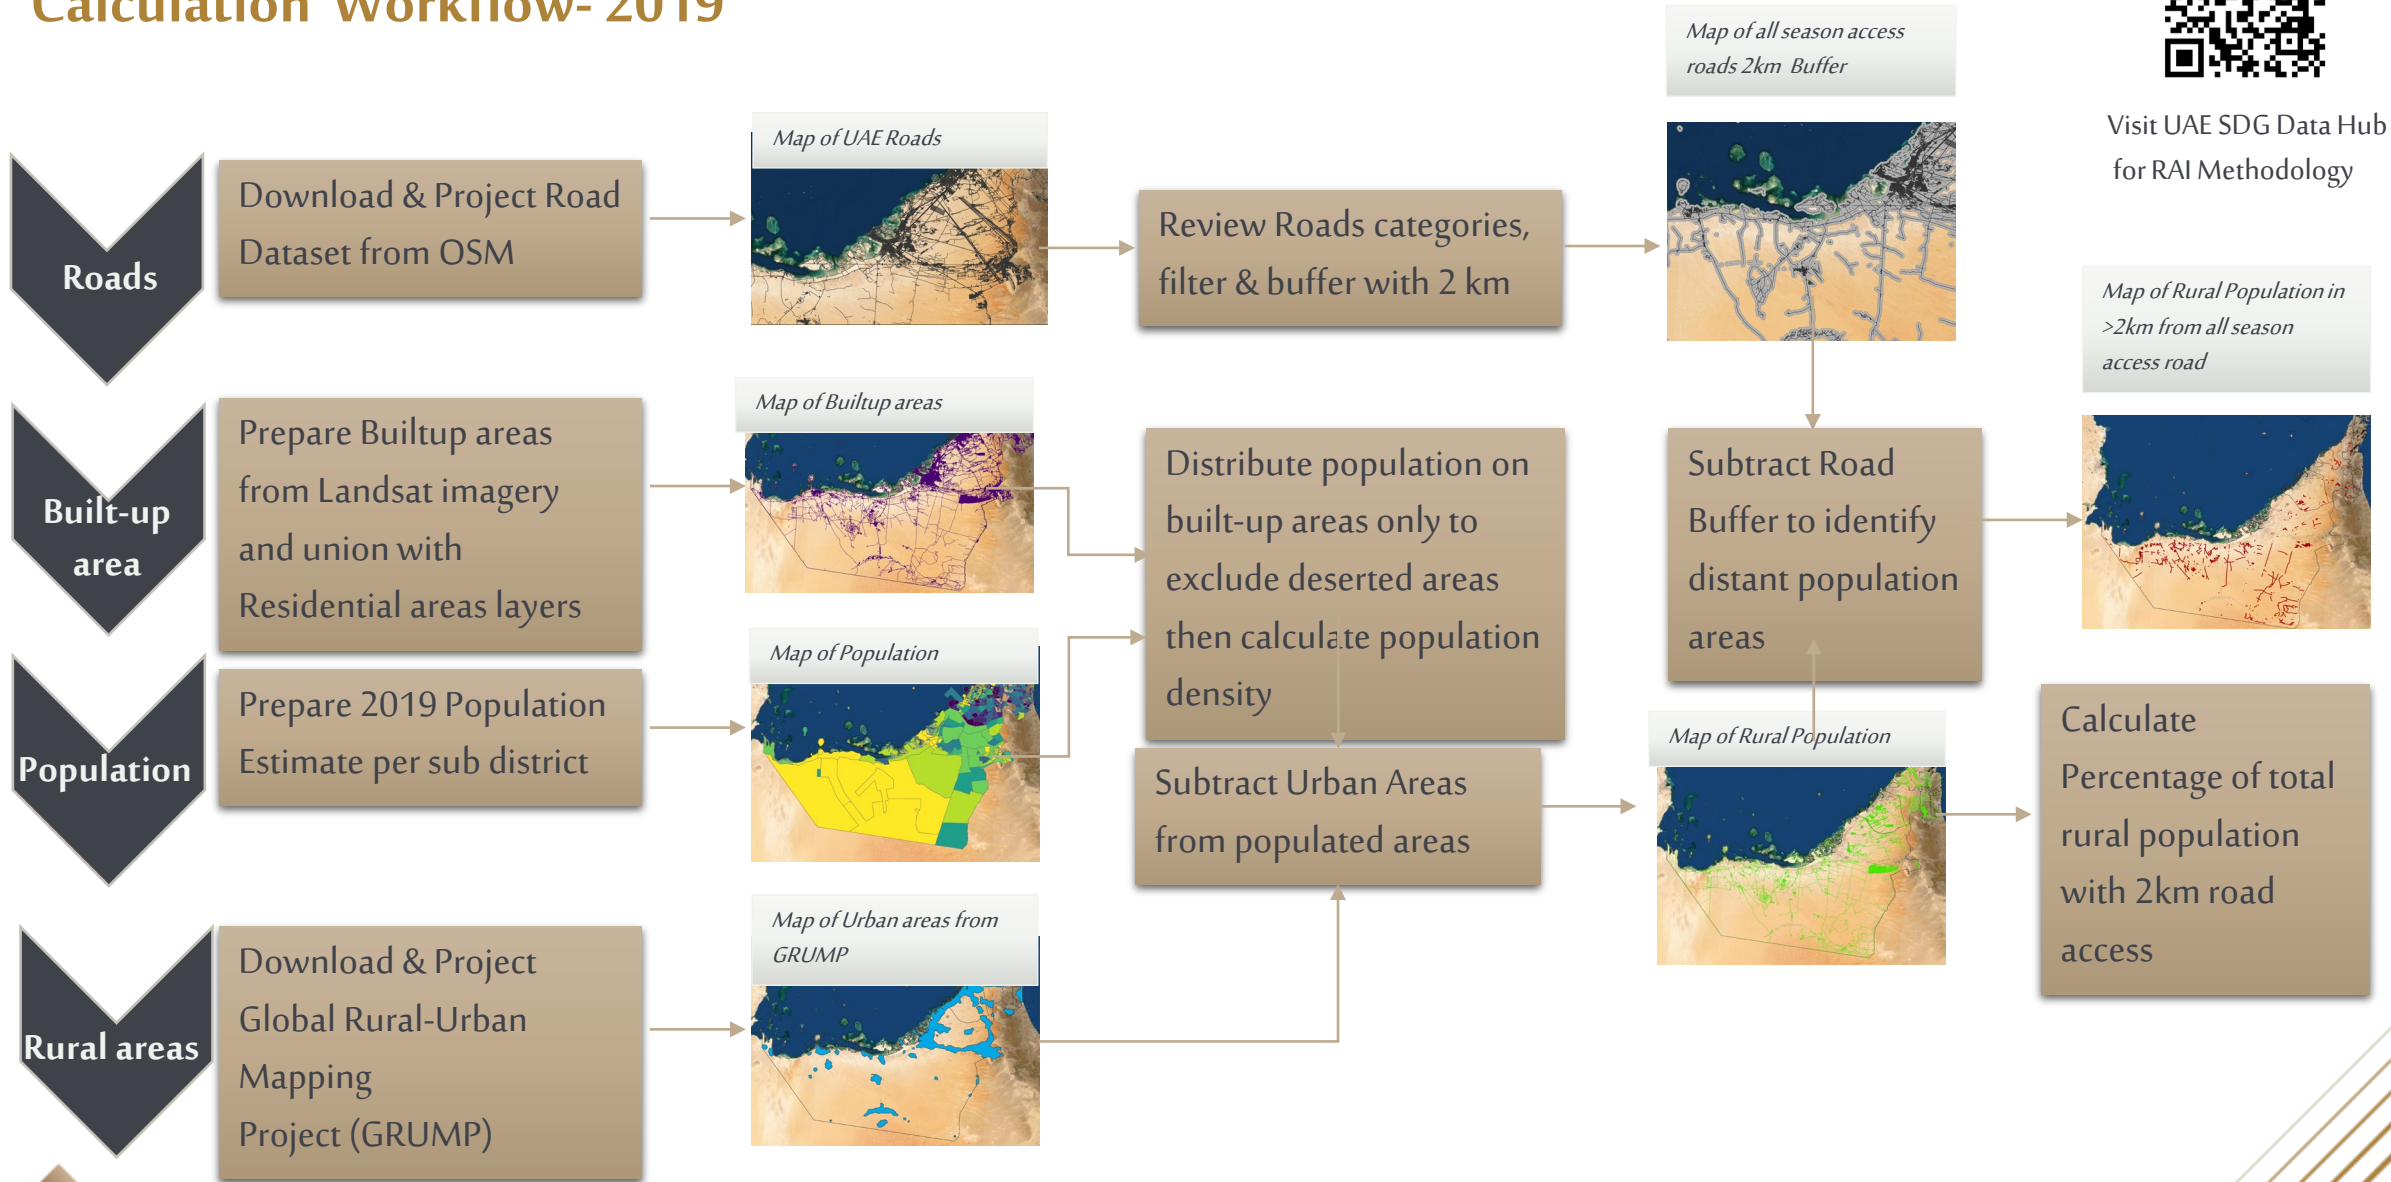 Calculation Workflow- 2019
Map of all season access
roads 2km Buffer
Visit UAE SDG Data Hub
for RAI Methodology
Roads
Download & Project Road
Dataset from OSM
Map of UAE Roads
Review Roads categories,
filter & buffer with 2 km
Map of Rural Population in
>2km from all season
access road
Built-up
area
Prepare Builtup areas
from Landsat imagery
and union with
Residential areas layers
Map of Builtup areas
Distribute population on
built-up areas only to
exclude deserted areas
then calculate population
density
Subtract Road
Buffer to identify
distant population
areas
Population
Prepare 2019 Population
Estimate per sub district
Map of Population
Subtract Urban Areas
from populated areas
Map of Rural Population
Calculate
Percentage of total
rural population
with 2km road
access
Rural areas
Download & Project
Global Rural-Urban
Mapping
Project (GRUMP)
Map of Urban areas from
GRUMP